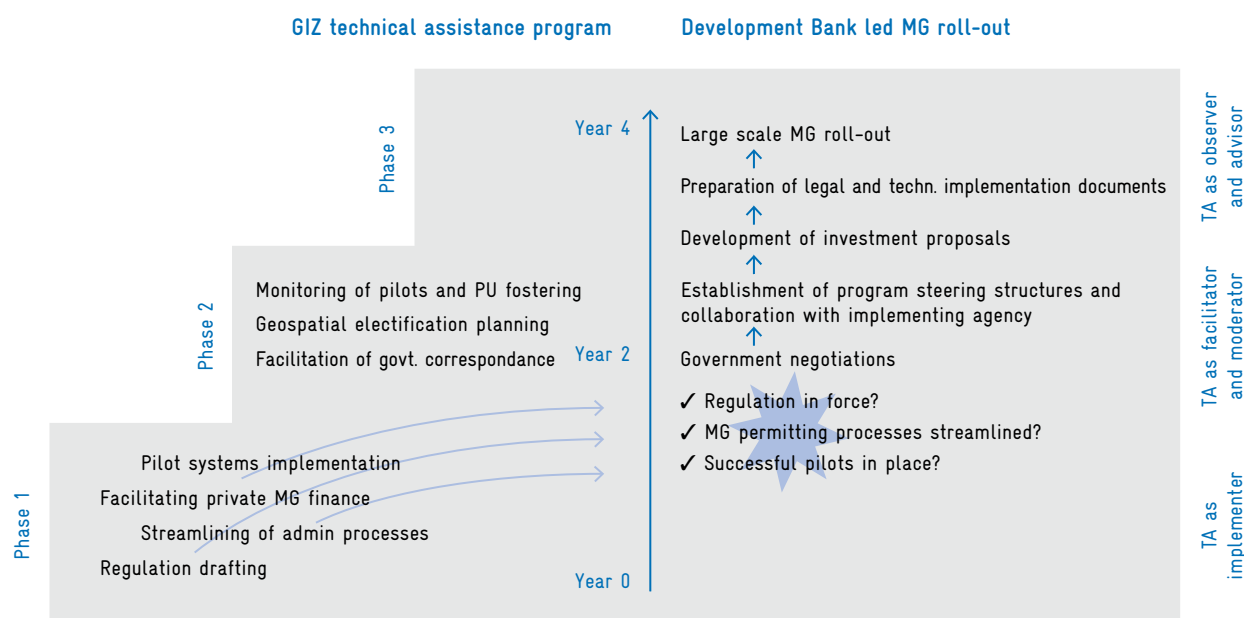 GIZ technical assistance program
Development Bank led MG roll-out
Phase 3
Year 4
Large scale MG roll-out
Preparation of legal and techn. implementation documents
Development of investment proposals
TA as observer
and advisor
Phase 2
Monitoring of pilots and PU fostering
Geospatial electification planning
Facilitation of govt. correspondance
Year 2
Establishment of program steering structures and
collaboration with implementing agency
Government negotiations
TA as facilitator
and moderator
✓ Regulation in force?
✓ MG permitting processes streamlined?
✓ Successful pilots in place?
Phase 1
Pilot systems implementation
Facilitating private MG finance
Streamlining of admin processes
Regulation drafting
Year 0
TA as
implementer